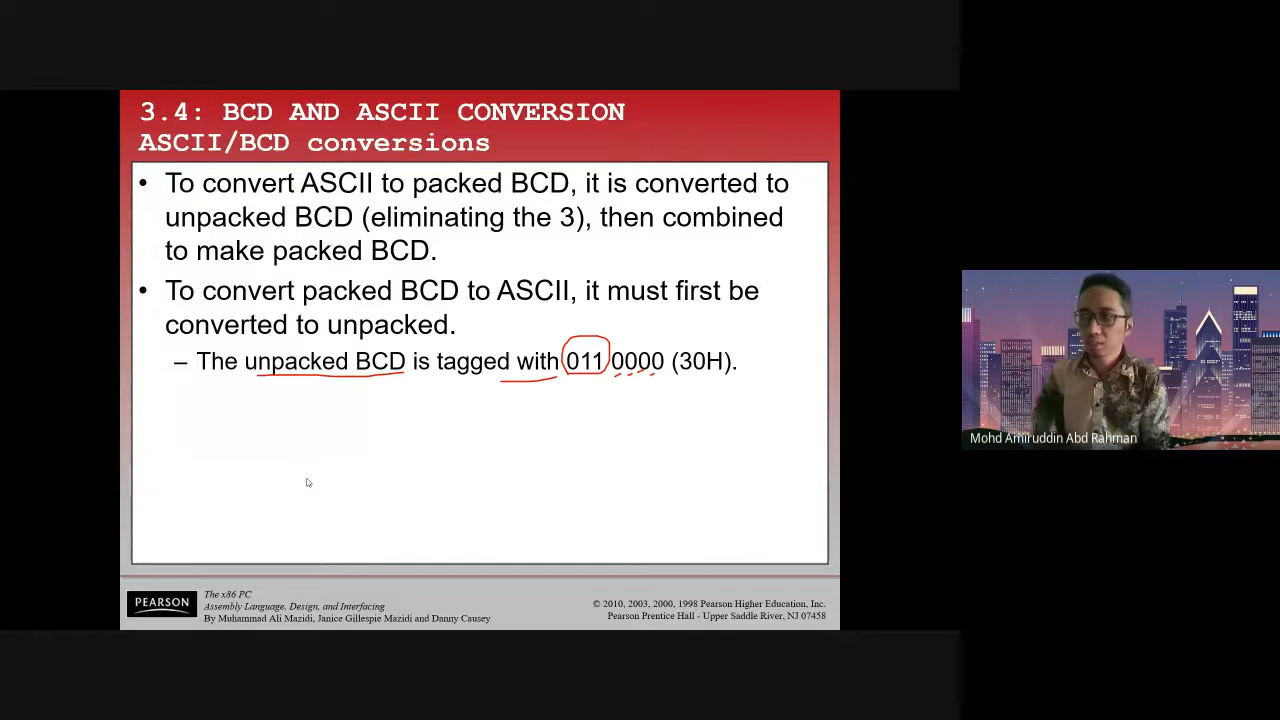 3.4: BCD AND ASCII CONVERSION
ASCII/BCD conversions
• To convert ASCII to packed BCD, it is converted to
unpacked BCD (eliminating the 3), then combined
to make packed BCD.
• To convert packed BCD to ASCII, it must first be
converted to unpacked.
– The unpacked BCD is tagged with 011 0000 (30H).
PEARSON
The x86 PC
Assembly Language, Design, and Interfacing
By Muhammad Ali Mazidi, Janice Gillespie Mazidi and Danny Causey
© 2010, 2003, 2000, 1998 Pearson Higher Education, Inc.
Pearson Prentice Hall - Upper Saddle River, NJ 07458
Mohd Amiruddin Abd Rahman